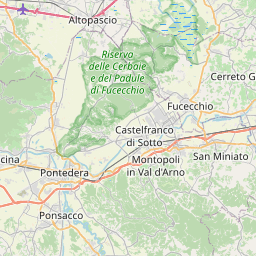 Altopascio
Riserva
delle Cerbaie
e del Padule
di Fucecchio
Cerreto G
Fucecchio
Castelfranco
di Sotto
San Miniato
cina
Montopoli
in Val d'Arno
Pontedera
Ponsacco